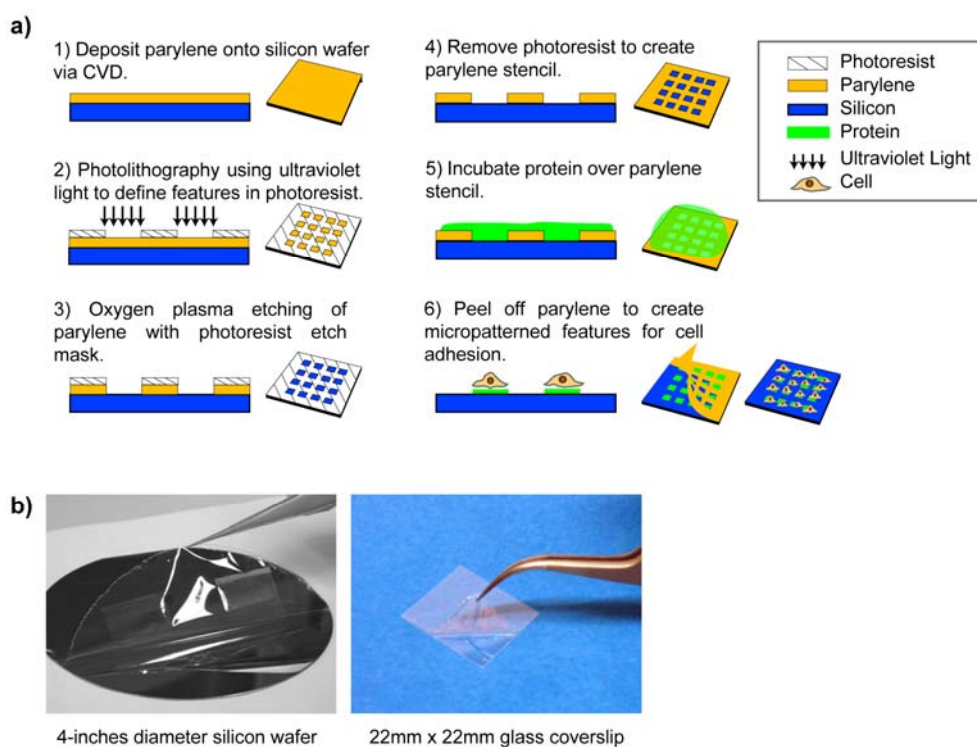 a)
1) Deposit parylene onto silicon wafer
via CVD.
2) Photolithography using ultraviolet
light to define features in photoresist.
3) Oxygen plasma etching of
parylene with photoresist etch
mask.
4) Remove photoresist to create
parylene stencil.
5) Incubate protein over parylene
stencil.
6) Peel off parylene to create
micropatterned features for cell
adhesion.
Photoresist
Parylene
Silicon
Protein
Ultraviolet Light
Cell
b)
4-inches diameter silicon wafer
22mm x 22mm glass coverslip